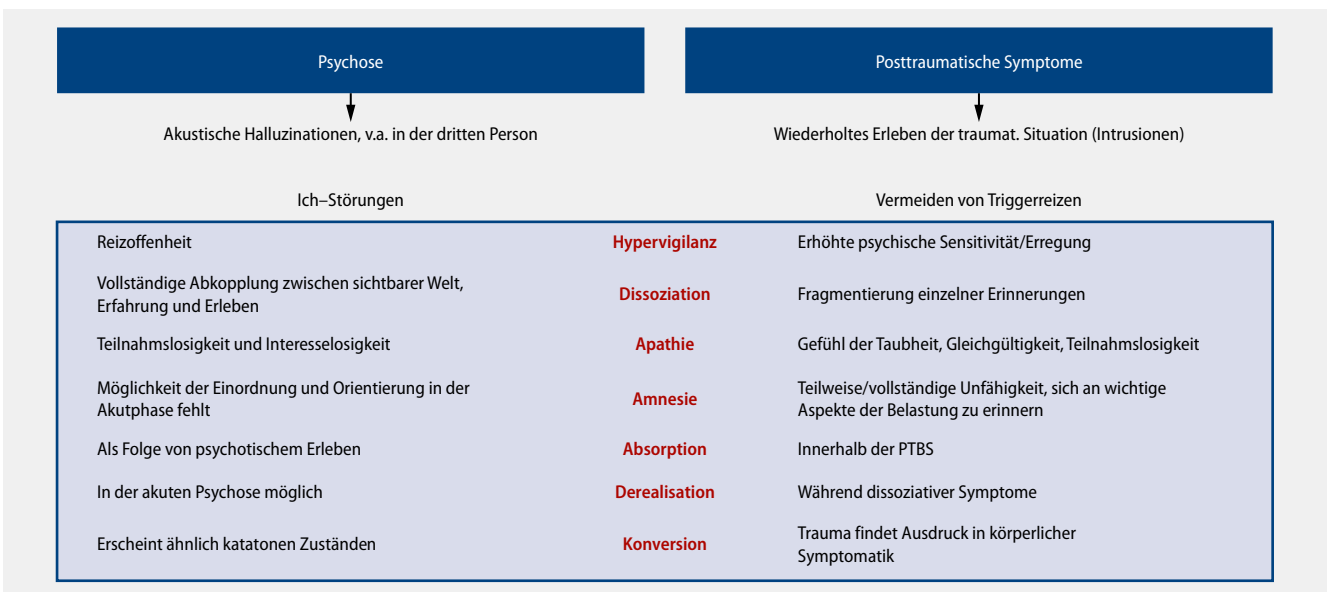 Psychose
Posttraumatische Symptome
Akustische Halluzinationen, v.a. in der dritten Person
Wiederholtes Erleben der traumat. Situation (Intrusionen)
Ich–Störungen
Vermeiden von Triggerreizen
Reizoffenheit
Hypervigilanz
Erhöhte psychische Sensitivität/Erregung
Vollständige Abkopplung zwischen sichtbarer Welt,
Erfahrung und Erleben
Dissoziation
Fragmentierung einzelner Erinnerungen
Teilnahmslosigkeit und Interesselosigkeit
Apathie
Gefühl der Taubheit, Gleichgültigkeit, Teilnahmslosigkeit
Möglichkeit der Einordnung und Orientierung in der
Akutphase fehlt
Amnesie
Teilweise/vollständige Unfähigkeit, sich an wichtige
Aspekte der Belastung zu erinnern
Als Folge von psychotischem Erleben
Absorption
Innerhalb der PTBS
In der akuten Psychose möglich
Derealisation
Während dissoziativer Symptome
Erscheint ähnlich katatonen Zuständen
Konversion
Trauma findet Ausdruck in körperlicher
Symptomatik